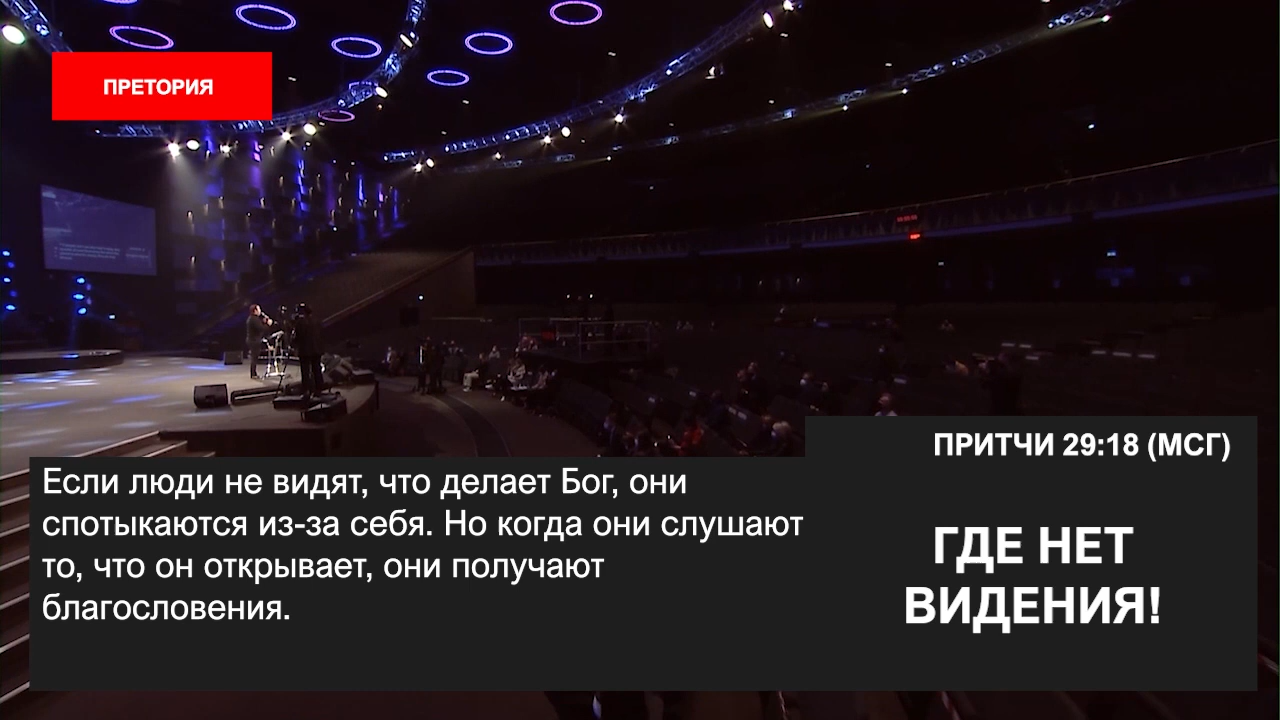 ПРЕТОРИЯ
ПРИТЧИ 29:18 (МСГ)
Если люди не видят, что делает Бог, они
спотыкаются из-за себя. Но когда они слушают
то, что он открывает, они получают
благословения.
ГДЕ НЕТ
ВИДЕНИЯ!